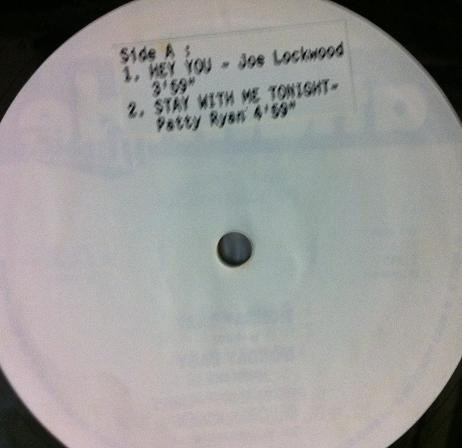 Side A :
1. HEY YOU - Joe Lockwood
3'59"
2. STAY WITH ME TONIGHT-
Patty Ryan 4'59"